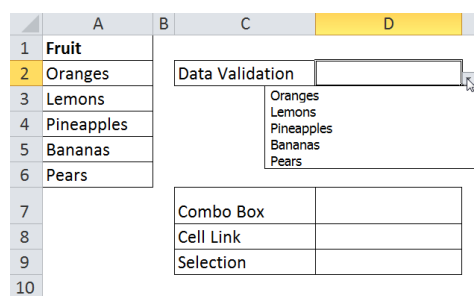 A B C D
1 Fruit
2 Oranges Data Validation
3 Lemons Oranges
Lemons
4 Pineapples Pineapples
5 Bananas Bananas
6 Pears Pears
7 Combo Box
8 Cell Link
9 Selection
10